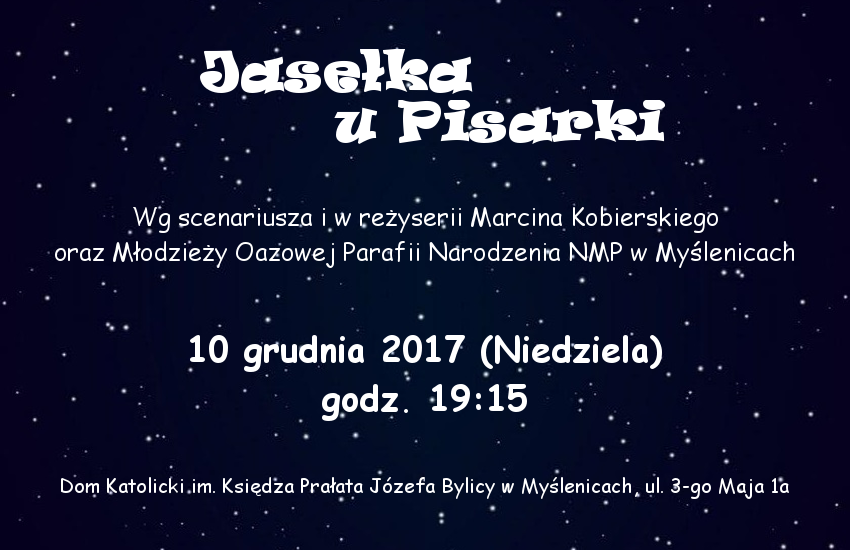 Jasełka
u Pisarki
Wg scenariusza i w reżyserii Marcina Kobierskiego
oraz Młodzieży Oazowej Parafii Narodzenia NMP w Myślenicach
10 grudnia 2017 (Niedziela)
godz. 19:15
Dom Katolicki im. Księdza Prałata Józefa Bylicy w Myślenicach, ul. 3-go Maja 1a